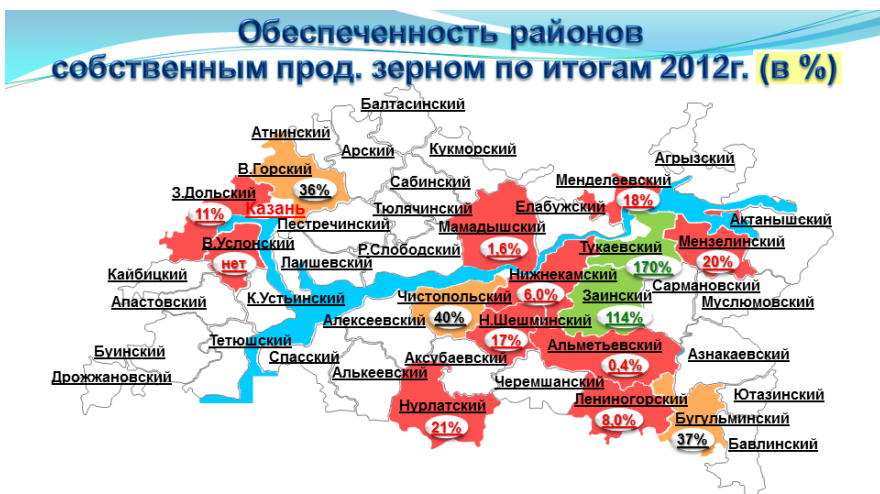 Обеспеченность районов
собственным прод. зерном по итогам 2012г. (в %)
Балтасинский
Атнинский
Арский
Кукморский
Агрызский
В.Горский
36%
Сабинский
Менделеевский
18%
З.Дольский
11%
Казань
Тюлячинский
Елабужский
Актанышский
Пестречинский
Мамадышский
1,6%
В.Услонский
нет
Р.Слободский
Тукаевский
170%
Мензелинский
20%
Лаишевский
Кайбицкий
Нижнекамский
6,0%
Сармановский
Апастовский
К.Устьинский
Чистопольский
40%
Заинский
114%
Муслюмовский
Алексеевский
Н.Шешминский
17%
Тетюшский
Альметьевский
0,4%
Буинский
Спасский
Аксубаевский
Азнакаевский
Дрожжановский
Алькеевский
Черемшанский
Ютазинский
Нурлатский
21%
Лениногорский
8,0%
Бугульминский
37%
Бавлинский